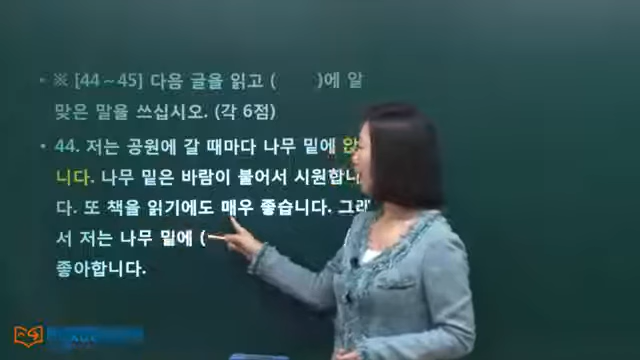 ※ [44～45] 다음 글을 읽고 ( )에 알
맞은 말을 쓰십시오. (각 6점)
44. 저는 공원에 갈 때마다 나무 밑에
니다. 나무 밑은 바람이 불어서 시원합니
다. 또 책을 읽기에도 매우 좋습니다. 그래
서 저는 나무 밑에 (
좋아합니다.